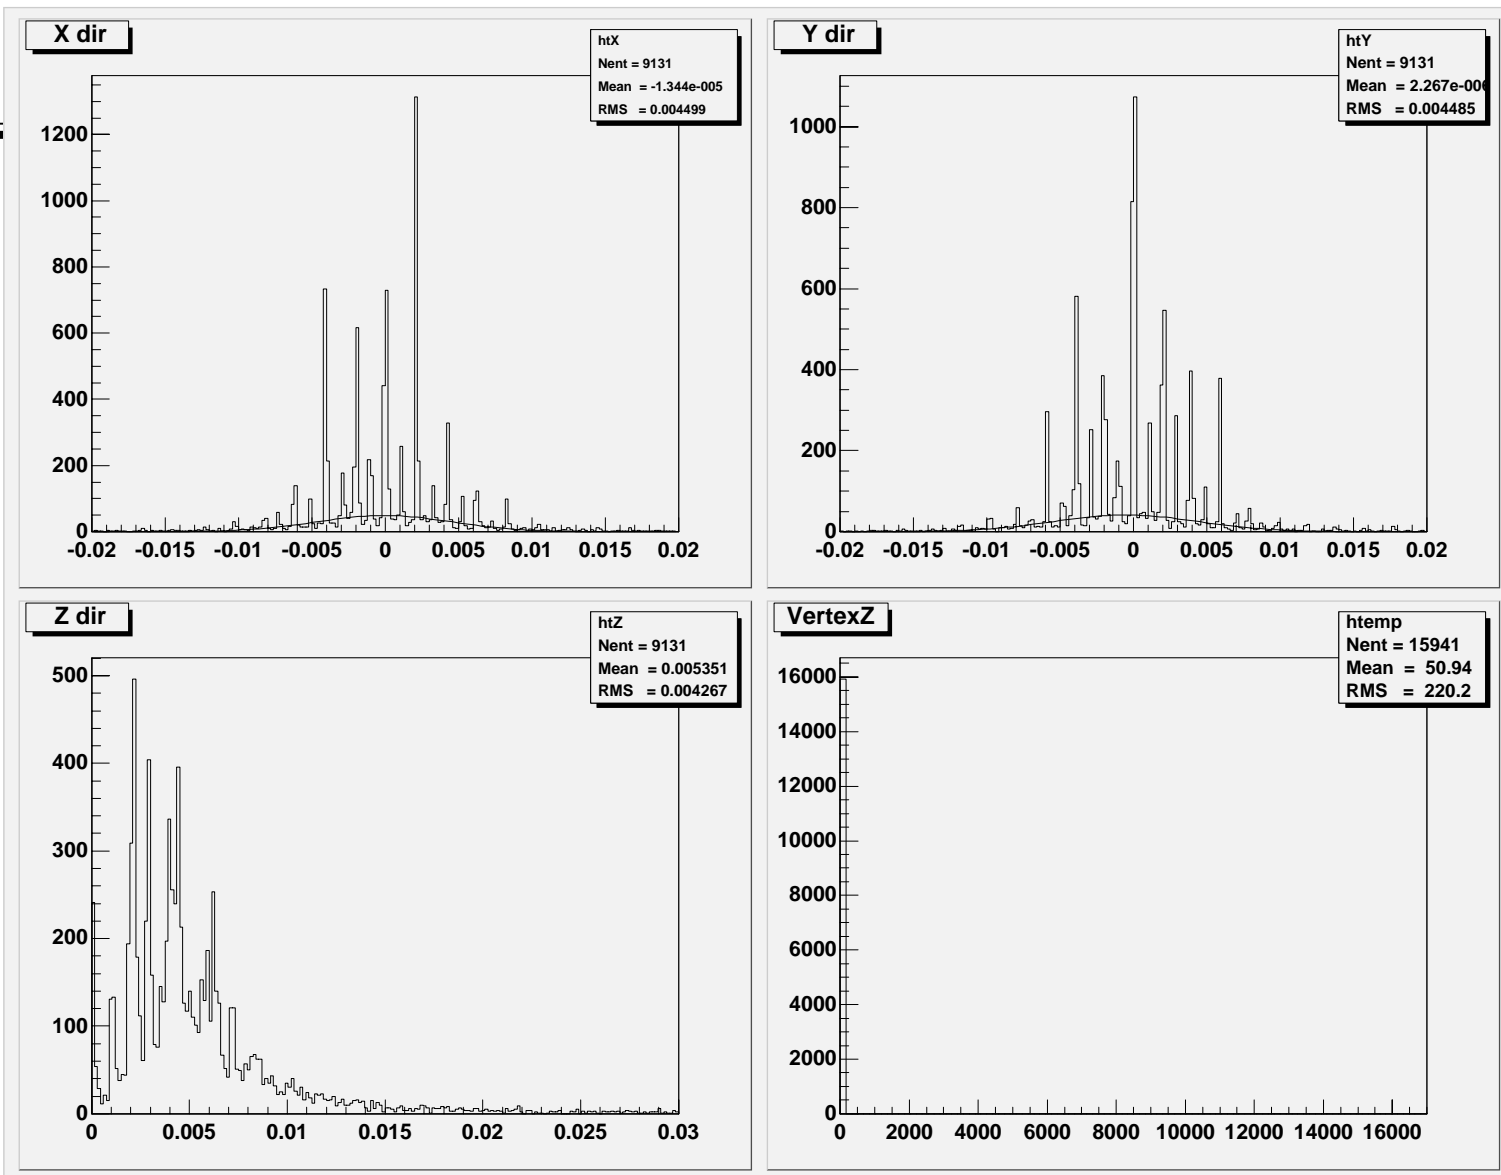 X dir
htX
Nent = 9131
Mean = -1.344e-005
RMS = 0.004499
1200
1000
800
600
400
200
0
-0.02 -0.015 -0.01 -0.005 0 0.005 0.01 0.015 0.02
Y dir
htY
Nent = 9131
Mean = 2.267e-006
RMS = 0.004485
1000
800
600
400
200
0
-0.02 -0.015 -0.01 -0.005 0 0.005 0.01 0.015 0.02
Z dir
htZ
Nent = 9131
Mean = 0.005351
RMS = 0.004267
500
400
300
200
100
0
0 0.005 0.01 0.015 0.02 0.025 0.03
VertexZ
htemp
Nent = 15941
Mean = 50.94
RMS = 220.2
16000
14000
12000
10000
8000
6000
4000
2000
0
0 2000 4000 6000 8000 10000 12000 14000 16000